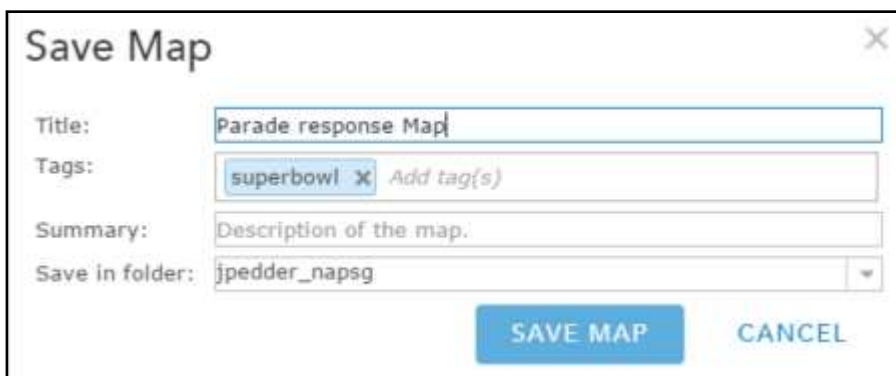 Save Map
Title: Parade response Map
Tags: superbowl x Add tag(s)
Summary: Description of the map.
Save in folder: jpedder_napsg
SAVE MAP CANCEL